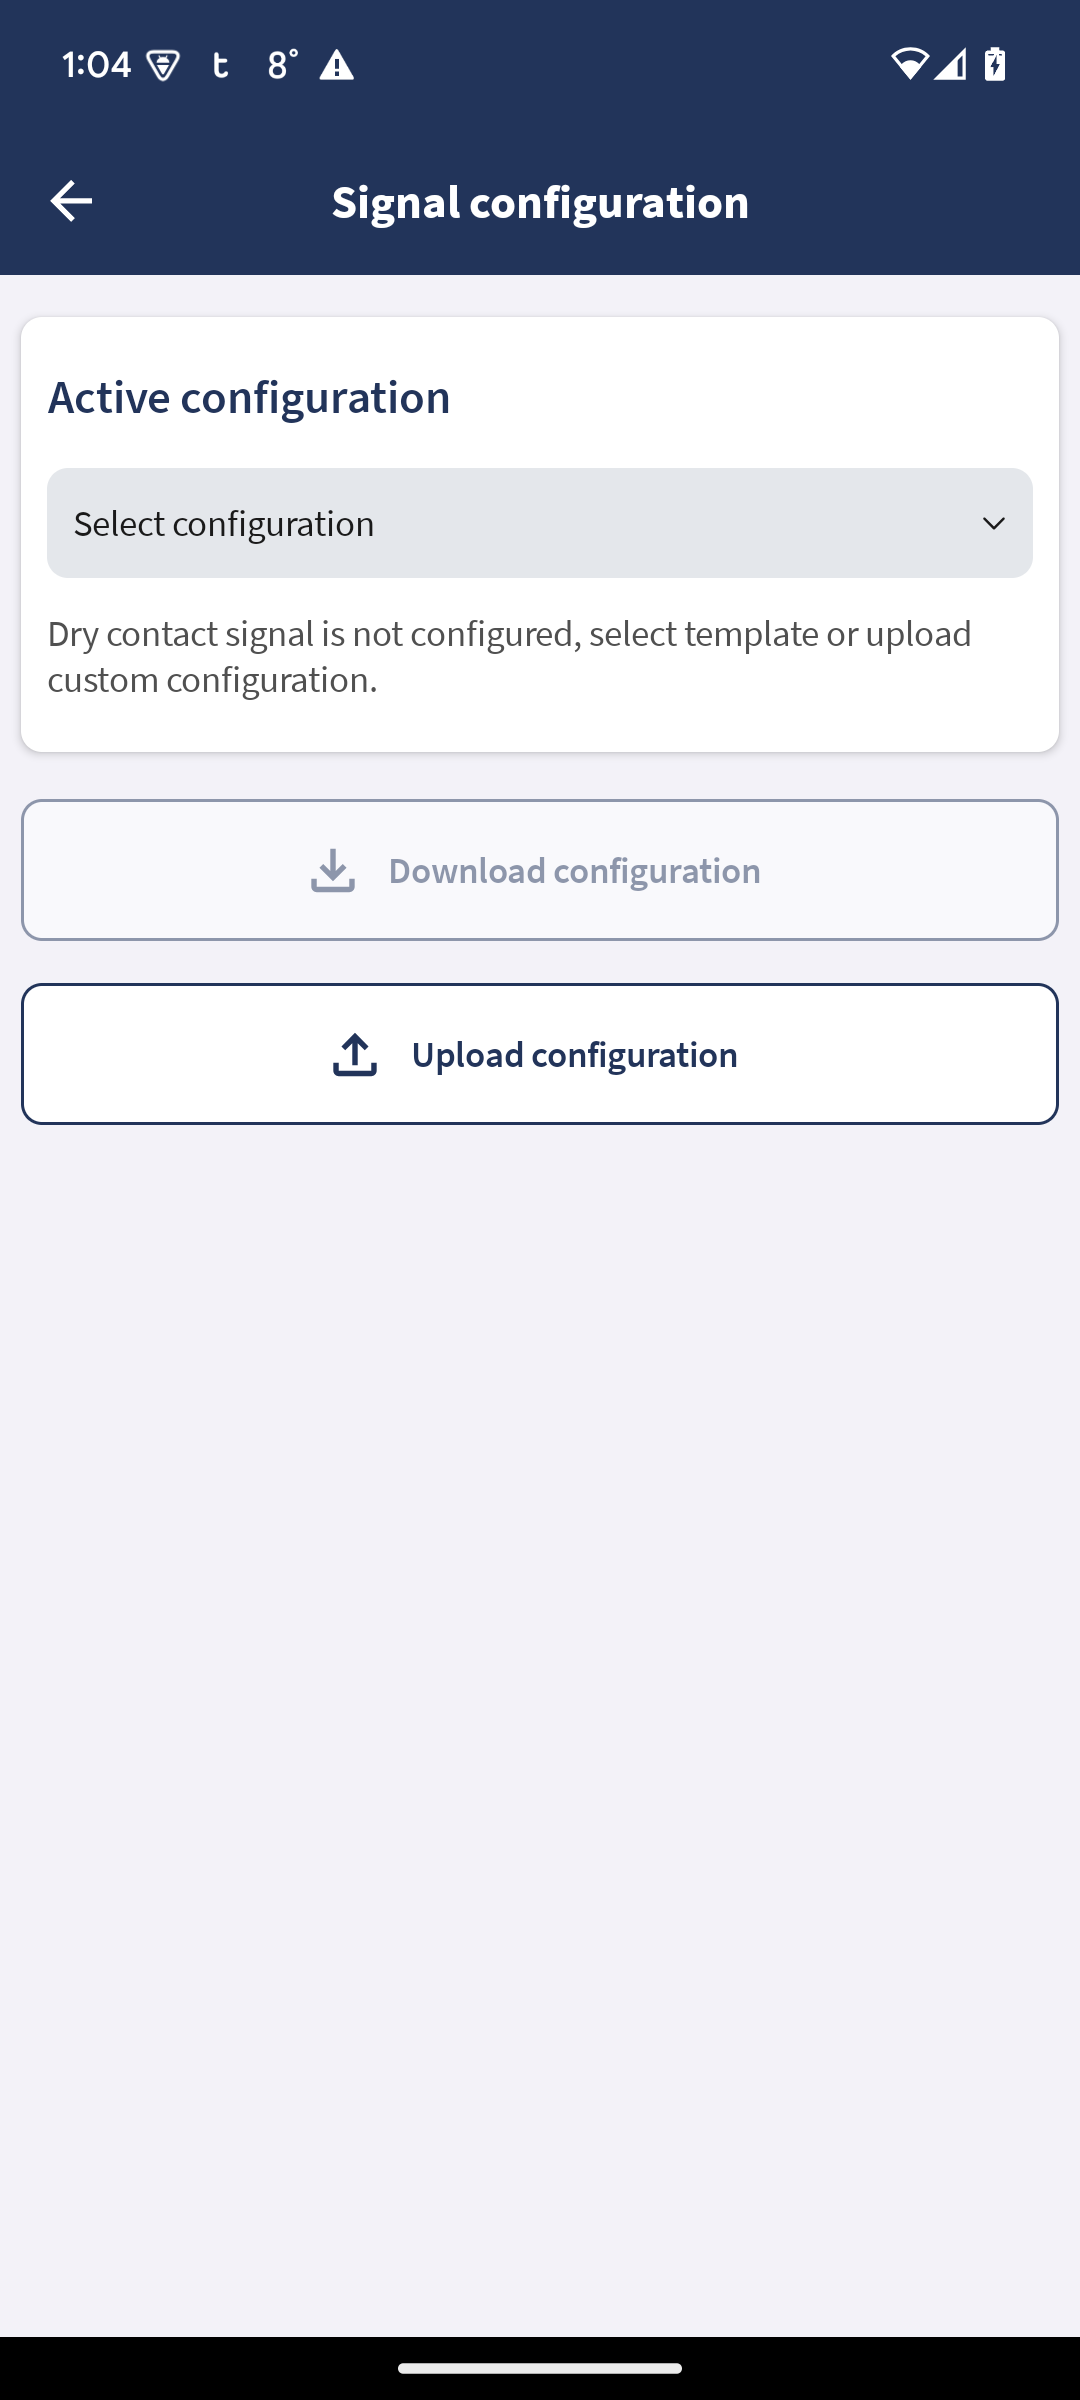 1:04 t 8°
Signal configuration
Active configuration
Select configuration
Dry contact signal is not configured, select template or upload
custom configuration.
Download configuration
Upload configuration